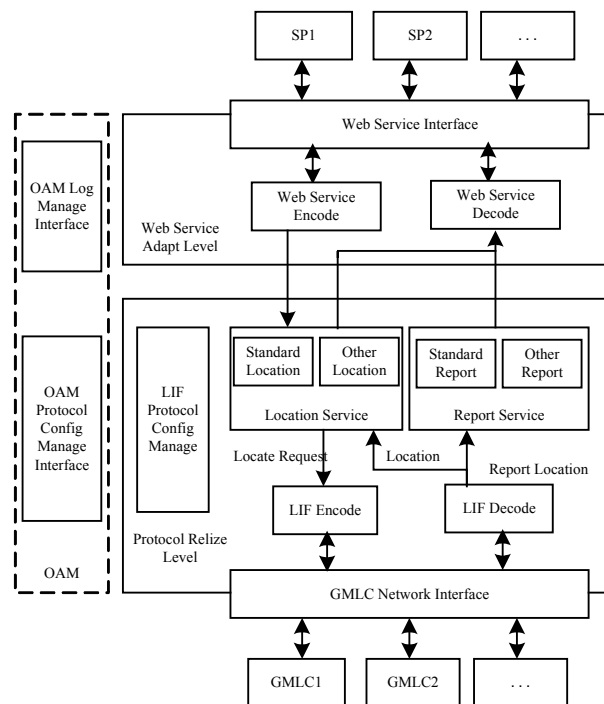 SP1
SP2
. . .
Web Service Interface
OAM Log
Manage
Interface
Web Service
Encode
Web Service
Decode
Web Service
Adapt Level
OAM
Protocol
Config
Manage
Interface
LIF
Protocol
Config
Manage
Standard
Location
Other
Location
Standard
Report
Other
Report
Location Service
Report Service
Locate Request
Location
Report Location
LIF Encode
LIF Decode
Protocol Relize
Level
OAM
GMLC Network Interface
GMLC1
GMLC2
. . .